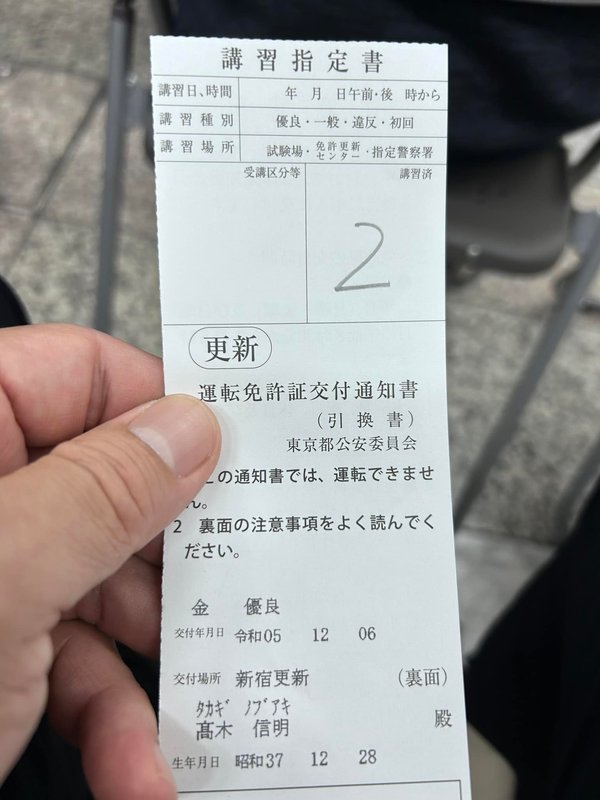 講習指定書
講習日、時間 年 月 日午前・後 時から
講習種別 優良・一般・違反・初回
講習場所 試験場・免許更新センター・指定警察署
受講区分等 講習済
2
更新
運転免許証交付通知書
(引換書)
東京都公安委員会
この通知書では、運転できませ
ん。
2 裏面の注意事項をよく読んでく
ださい。
金 優良
交付年月日 令和05 12 06
交付場所 新宿更新 (裏面)
タカギ ノブアキ
髙木 信明 殿
生年月日 昭和37 12 28